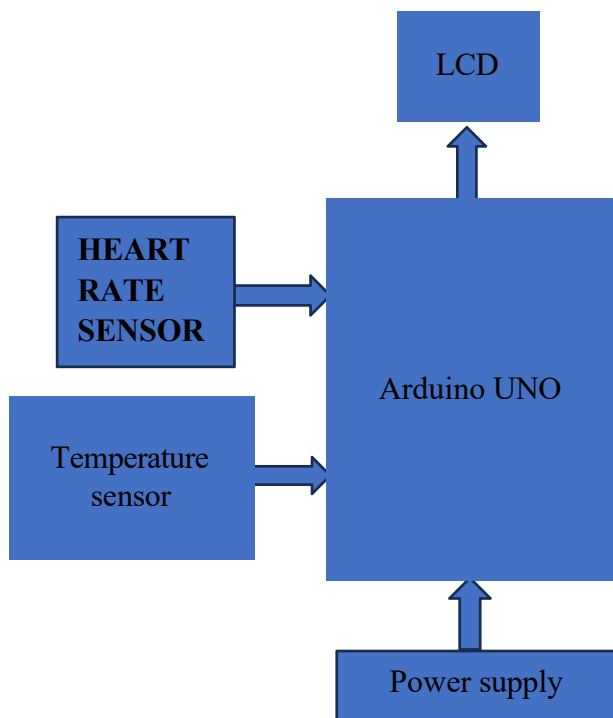 LCD
HEART
RATE
SENSOR
Arduino UNO
Temperature
sensor
Power supply